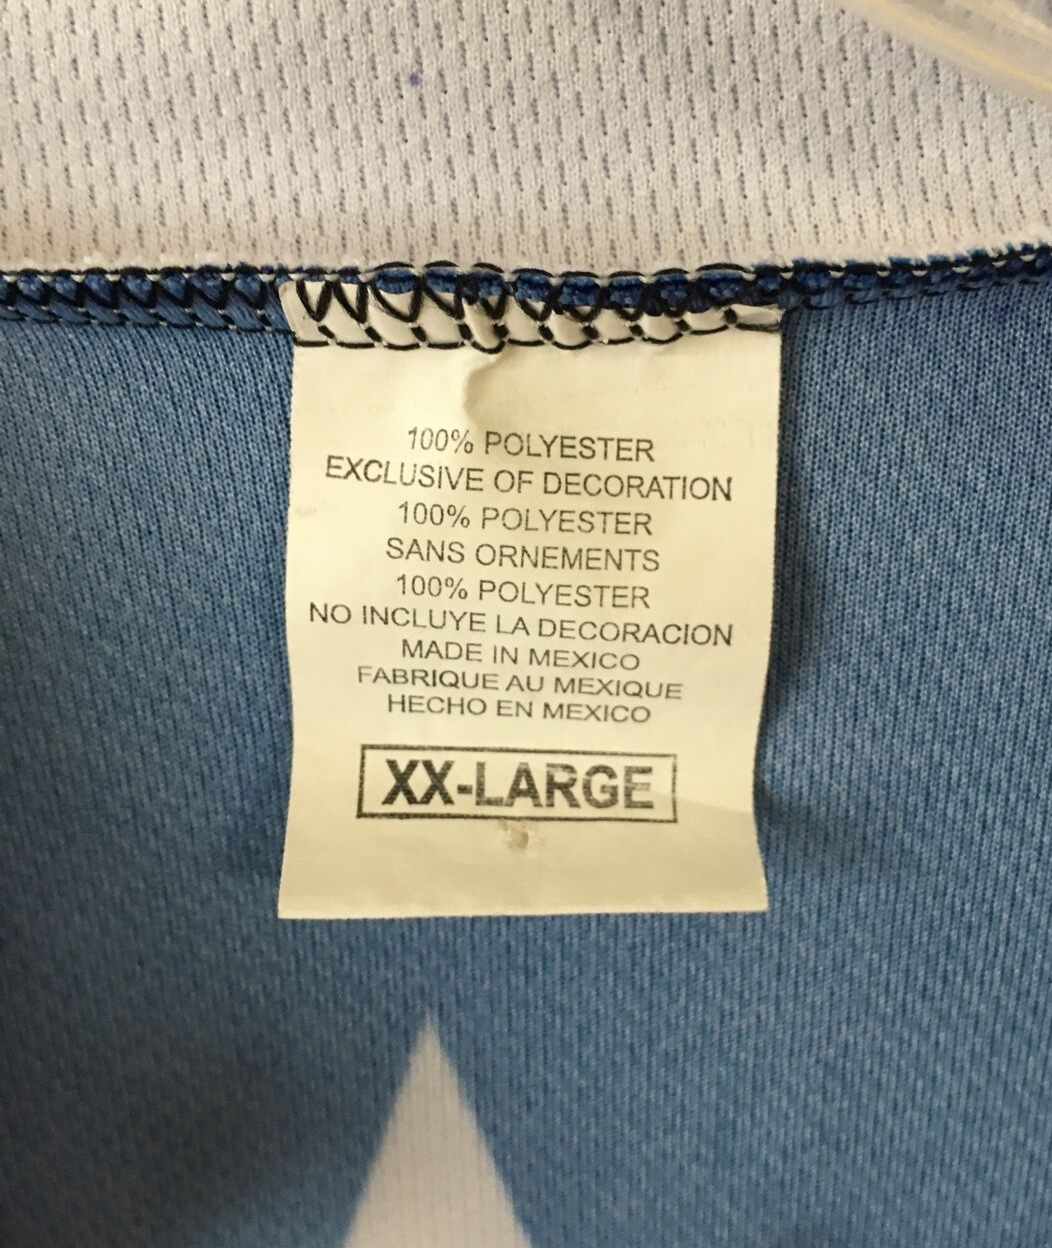 100% POLYESTER
EXCLUSIVE OF DECORATION
100% POLYESTER
SANS ORNEMENTS
100% POLYESTER
NO INCLUYE LA DECORACION
MADE IN MEXICO
FABRIQUE AU MEXIQUE
HECHO EN MEXICO
XX-LARGE